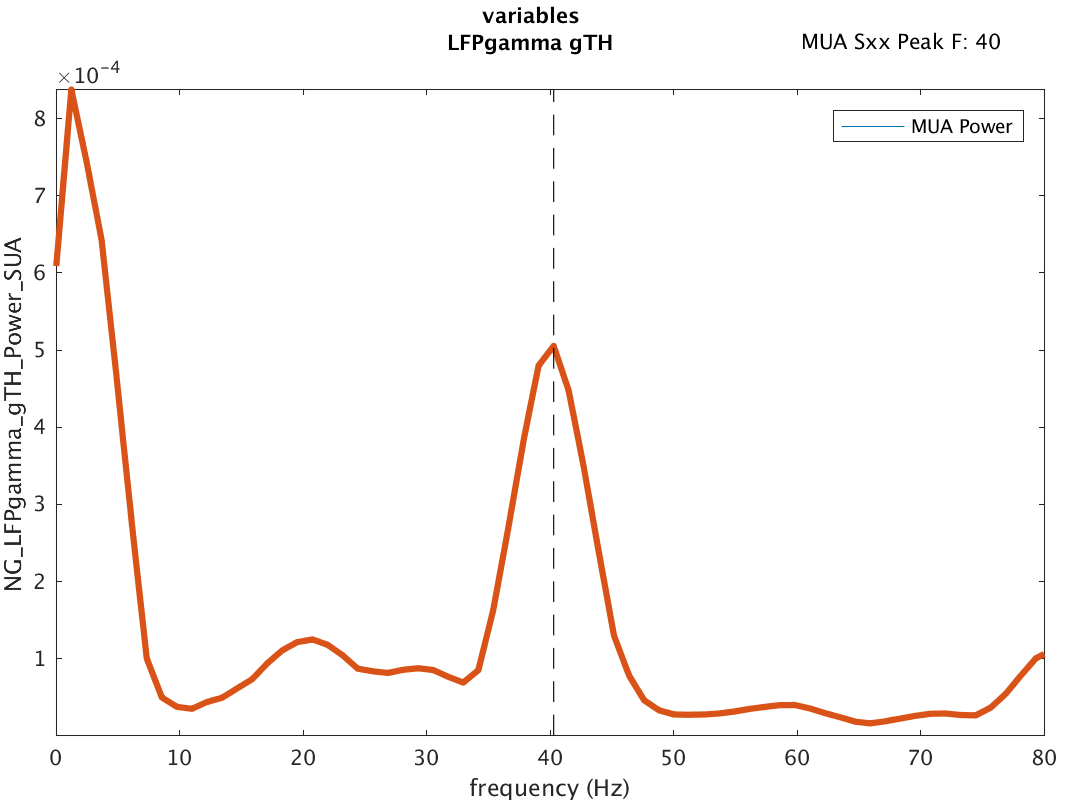 variables
LFPgamma gTH
MUA Sxx Peak F: 40
×10⁻⁴
MUA Power
8
7
6
5
4
3
2
1
NG_LFPgamma_gTH_Power_SUA
0 10 20 30 40 50 60 70 80
frequency (Hz)